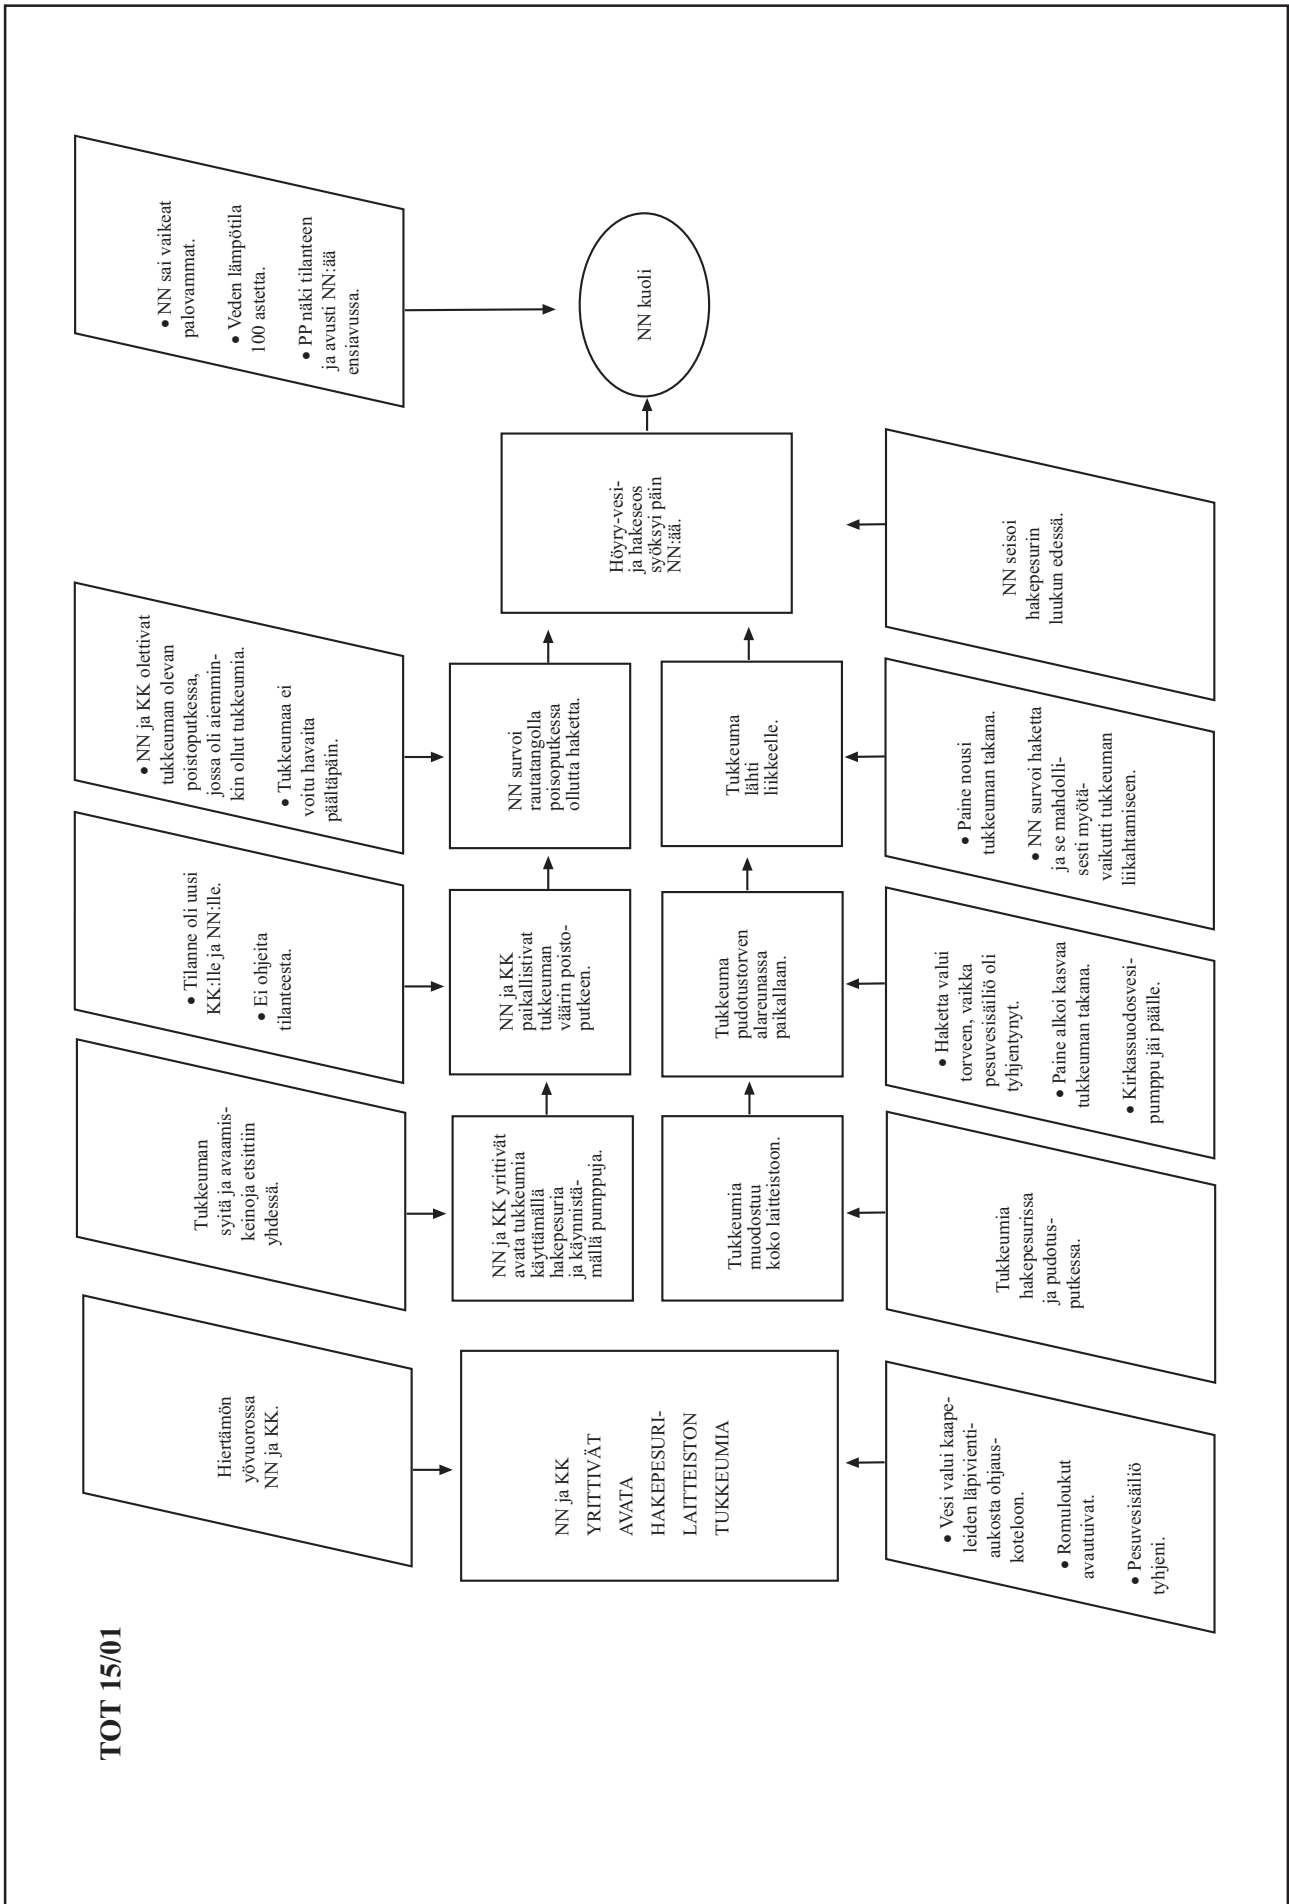 TOT 15/01
Hiertämön
yövuorossa
NN ja KK.
Tukkeuman
syitä ja avaamis-
keinoja etsittiin
yhdessä.
• Tilanne oli uusi
KK:lle ja NN:lle.
• Ei ohjeita
tilanteesta.
• NN ja KK olettivat
tukkeuman olevan
poistoputkessa,
jossa oli aiemmin-
kin ollut tukkeumia.
• Tukkeumaa ei
voitu havaita
päältäpäin.
• NN sai vaikeat
palovammat.
• Veden lämpötila
100 astetta.
• PP näki tilanteen
ja avusti NN:ää
ensiavussa.
NN ja KK
YRITTIVÄT
AVATA
HAKEPESURI-
LAITTEISTON
TUKKEUMIA
NN ja KK yrittivät
avata tukkeumia
käyttämällä
hakepesuria
ja käynnistä-
mällä pumppuja.
NN ja KK
paikallistivat
tukkeuman
väärin poisto-
putkeen.
NN survoi
rautatangolla
poisoputkessa
ollutta haketta.
Tukkeumia
muodostuu
koko laitteistoon.
Tukkeuma
pudotustorven
alareunassa
paikallaan.
Tukkeuma
lähti
liikkeelle.
Höyry-vesi-
ja hakeseos
syöksyi päin
NN:ää.
NN kuoli
• Vesi valui kaape-
leiden läpivienti-
aukosta ohjaus-
koteloon.
• Romuloukut
avautuivat.
• Pesuvesisäiliö
tyhjeni.
Tukkeumia
hakepesurissa
ja pudotus-
putkessa.
• Haketta valui
torveen, vaikka
pesuvesisäiliö oli
tyhjentynyt.
• Paine alkoi kasvaa
tukkeuman takana.
• Kirkassuodosvesi-
pumppu jäi päälle.
• Paine nousi
tukkeuman takana.
• NN survoi haketta
ja se mahdolli-
sesti myötä-
vaikutti tukkeuman
liikahtamiseen.
NN seisoi
hakepesurin
luukun edessä.